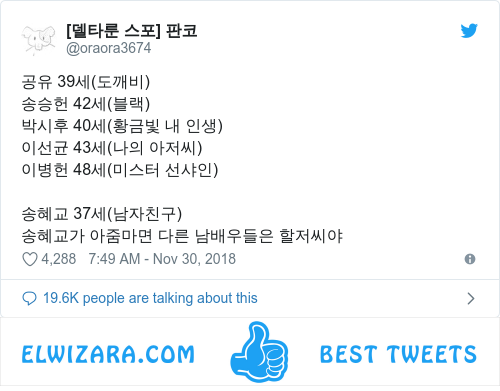 [델타룬 스포] 판코
@oraora3674
공유 39세(도깨비)
송승헌 42세(블랙)
박시후 40세(황금빛 내 인생)
이선균 43세(나의 아저씨)
이병헌 48세(미스터 선샤인)
송혜교 37세(남자친구)
송혜교가 아줌마면 다른 남배우들은 할저씨야
4,288 7:49 AM - Nov 30, 2018
19.6K people are talking about this
ELWIZARA.COM BEST TWEETS